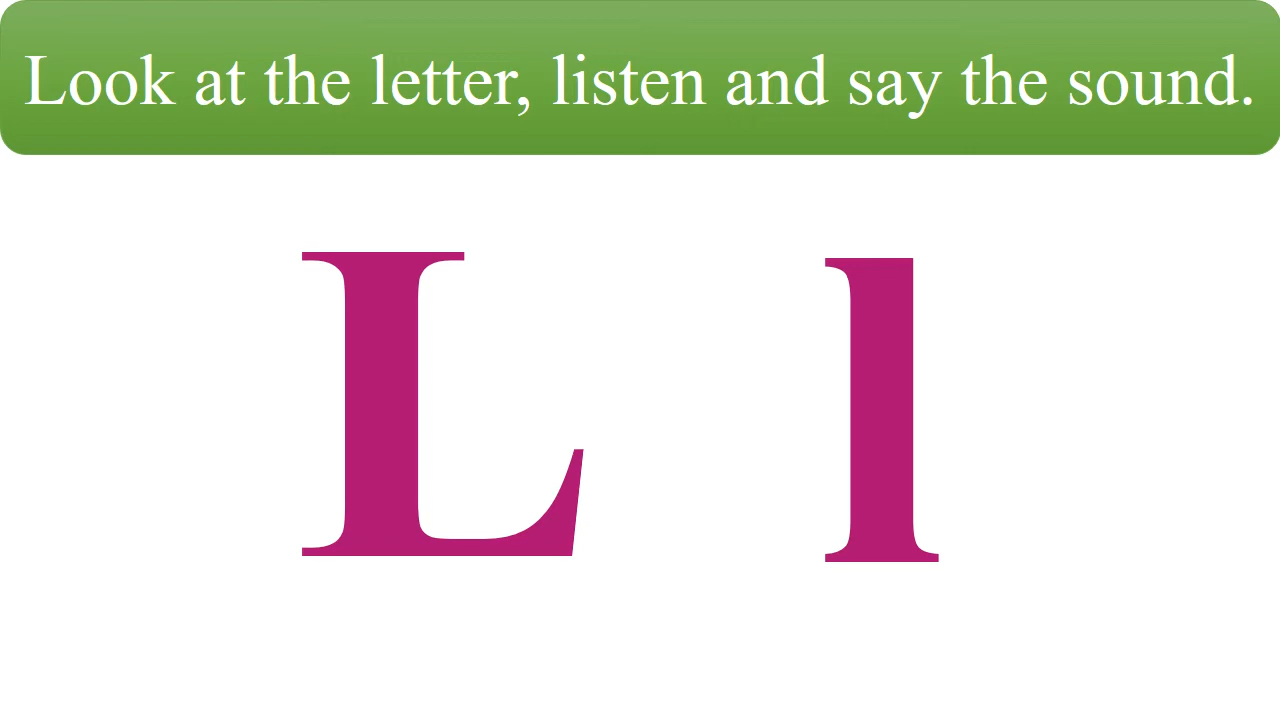 Look at the letter, listen and say the sound.
L l